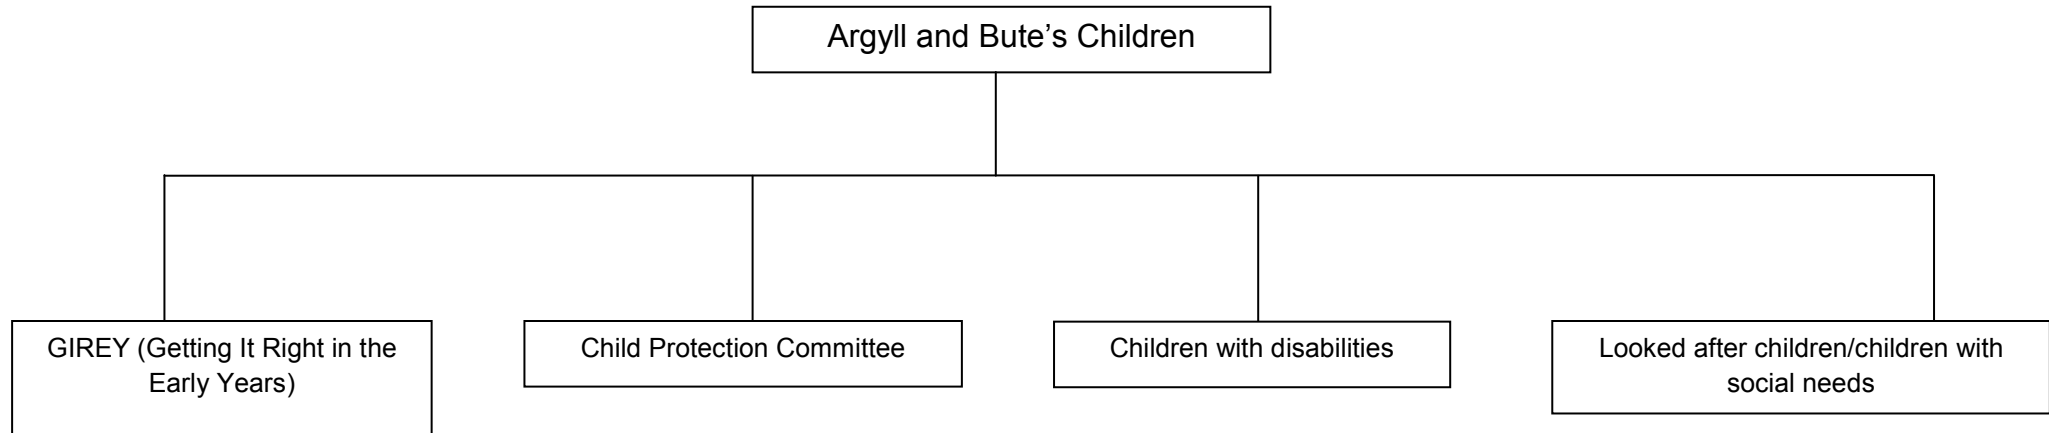 Argyll and Bute’s Children
GIREY (Getting It Right in the
Early Years)
Child Protection Committee
Children with disabilities
Looked after children/children with
social needs